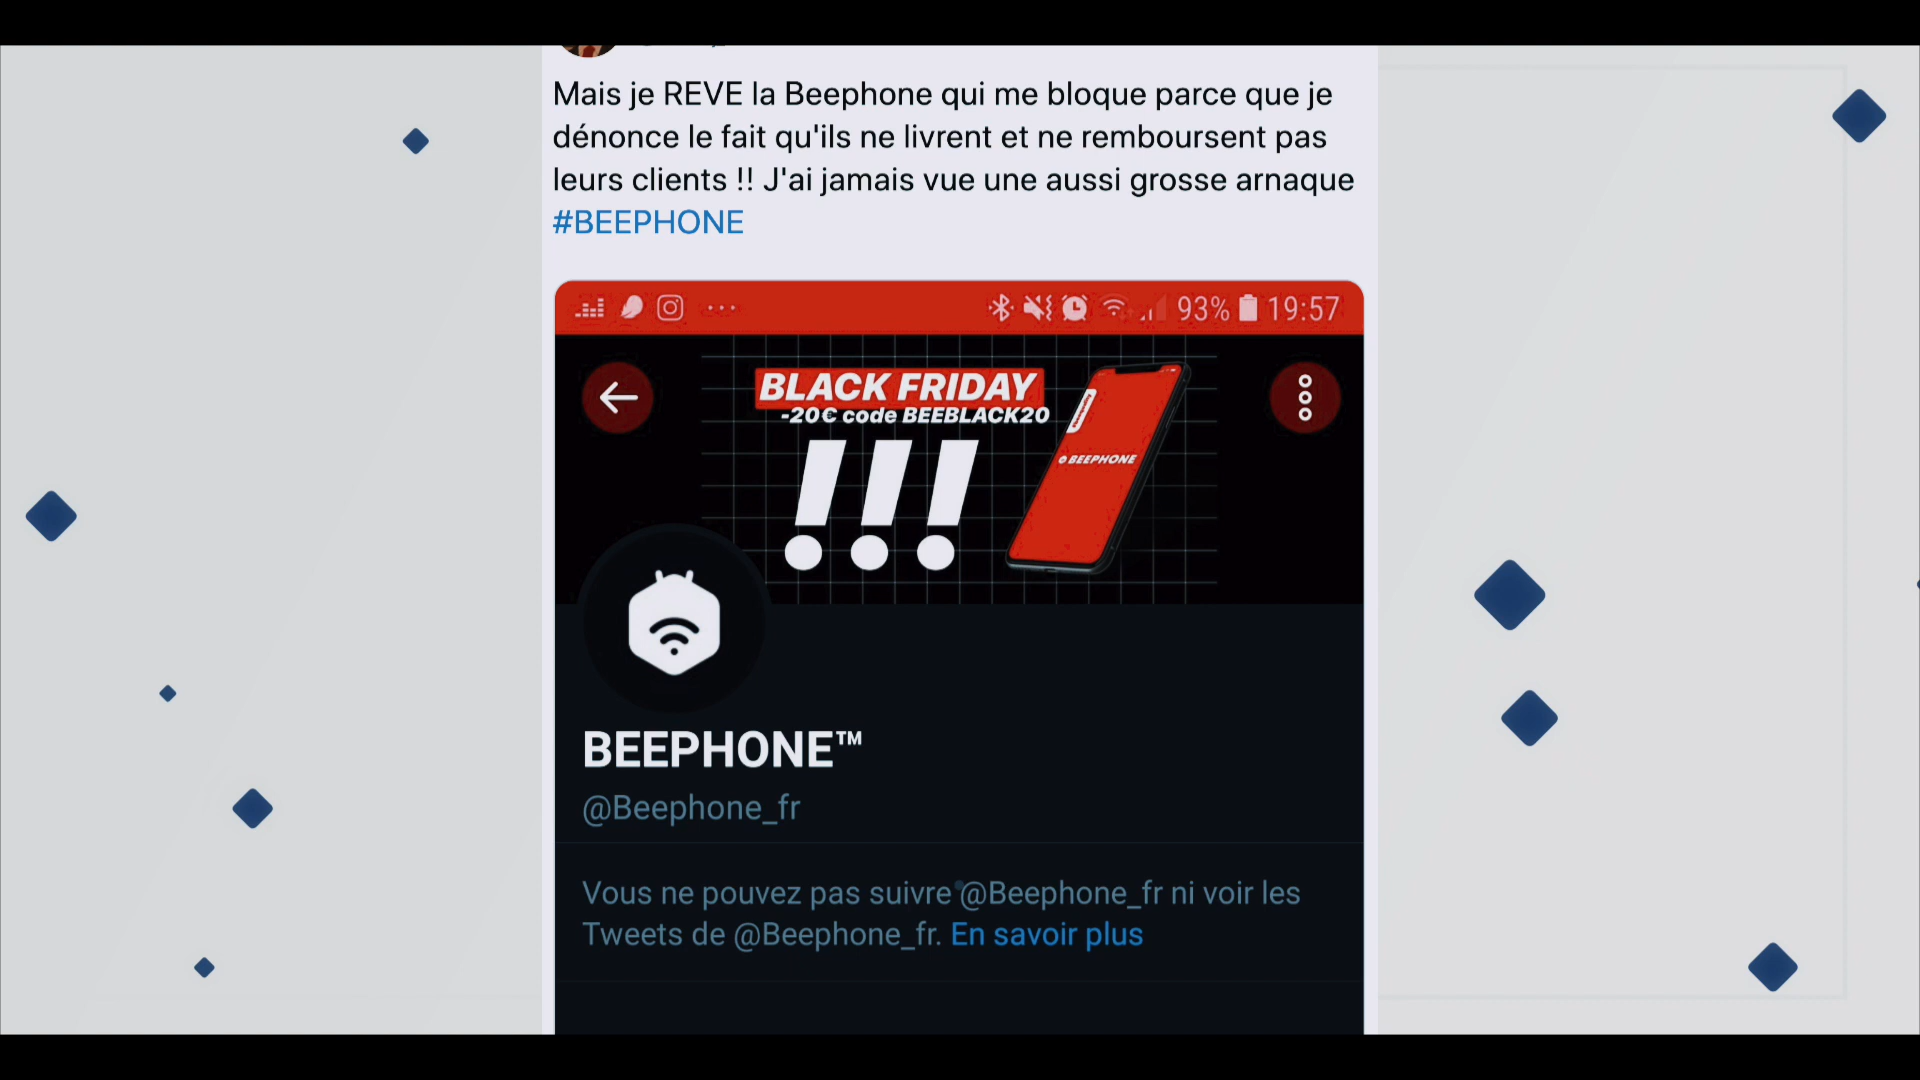 Mais je REVE la Beephone qui me bloque parce que je
dénonce le fait qu'ils ne livrent et ne remboursent pas
leurs clients !! J'ai jamais vue une aussi grosse arnaque
#BEEPHONE
93% 19:57
BLACK FRIDAY
-20€ code BEEBLACK20
!!!
BEEPHONE
BEEPHONE™
@Beephone_fr
Vous ne pouvez pas suivre @Beephone_fr ni voir les
Tweets de @Beephone_fr. En savoir plus